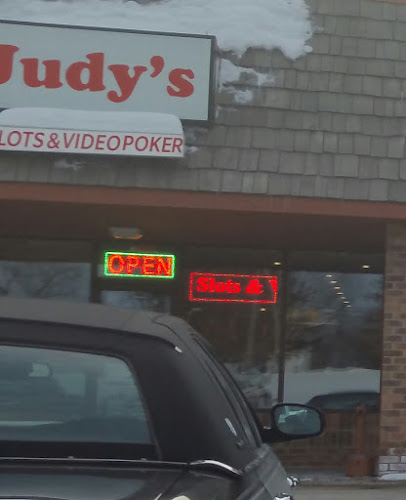 Judy's
LOTS & VIDEO POKER
OPEN
Slots & V